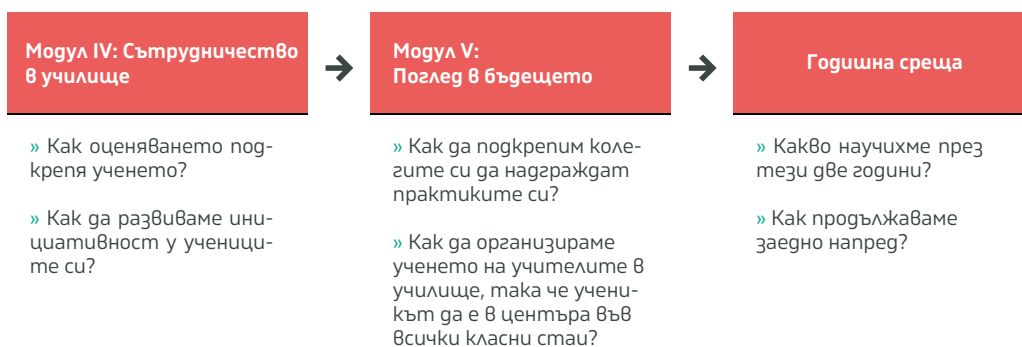 Модул IV: Сътрудничество
в училище
» Как оценяването под-
крепя ученето?
» Как да развиваме ини-
циативност у ученици-
те си?
Модул V:
Поглед в бъдещето
» Как да подкрепим коле-
гите си да надграждат
практиките си?
» Как да организираме
ученето на учителите в
училище, така че учени-
кът да е в центъра във
всички класни стаи?
Годишна среща
» Какво научихме през
тези две години?
» Как продължаваме
заедно напред?